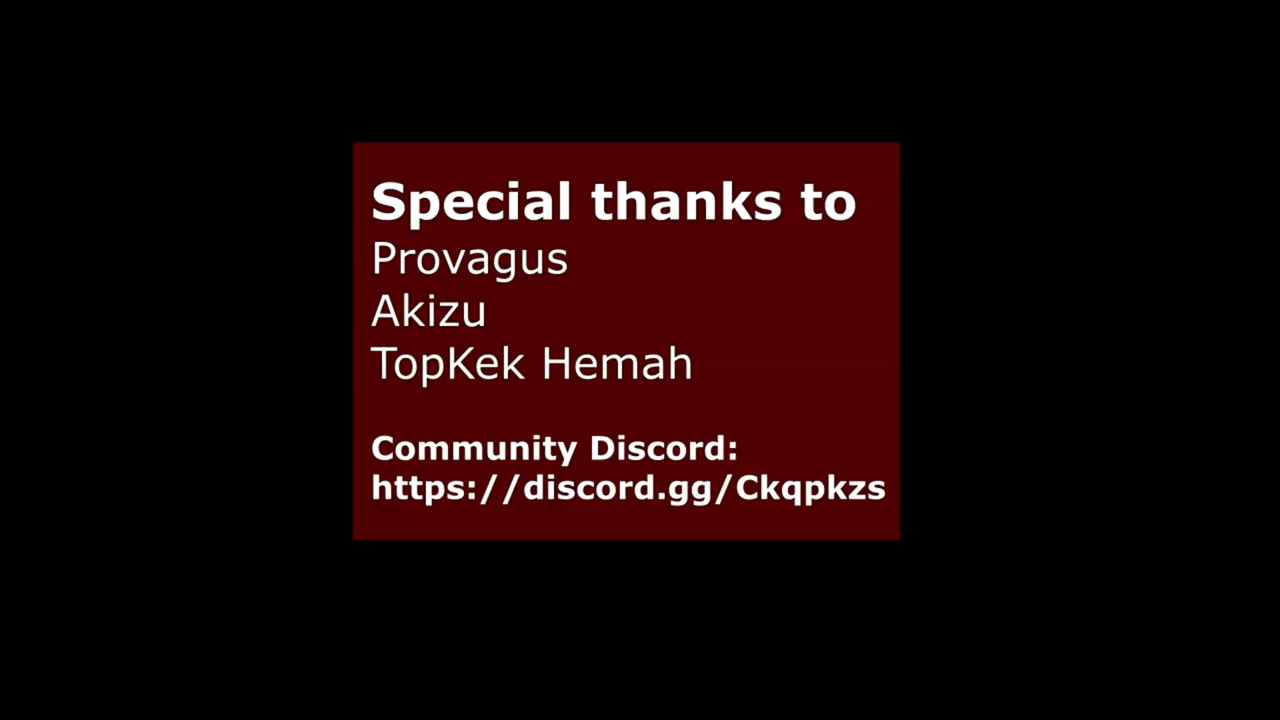 Special thanks to
Provagus
Akizu
TopKek Hemah
Community Discord:
https://discord.gg/Ckqpkzs